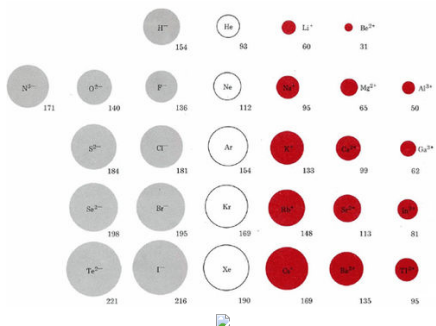 H⁻ He Li⁺ Be²⁺
154 93 60 31
N³⁻ O²⁻ F⁻ Ne Na⁺ Mg²⁺ Al³⁺
171 140 136 112 95 65 50
S²⁻ Cl⁻ Ar K⁺ Ca²⁺ Ga³⁺
184 181 154 133 99 62
Se²⁻ Br⁻ Kr Rb⁺ Sr²⁺
198 195 169 148 113 81
Te²⁻ I⁻ Xe Cs⁺ Ba²⁺ Tl³⁺
221 216 190 169 135 95